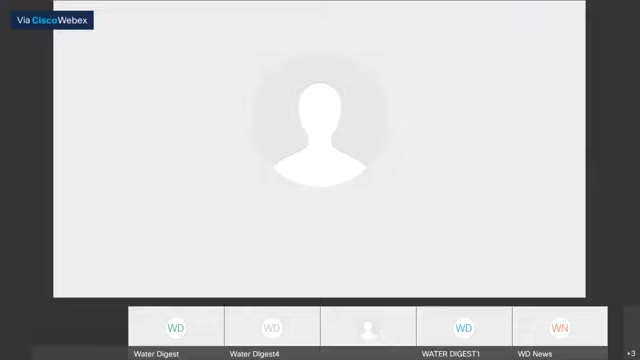 Via CiscoWebex
WD
WD
WD
WN
Water Digest
Water DIgest4
WATER DIGEST1
WD News
+3